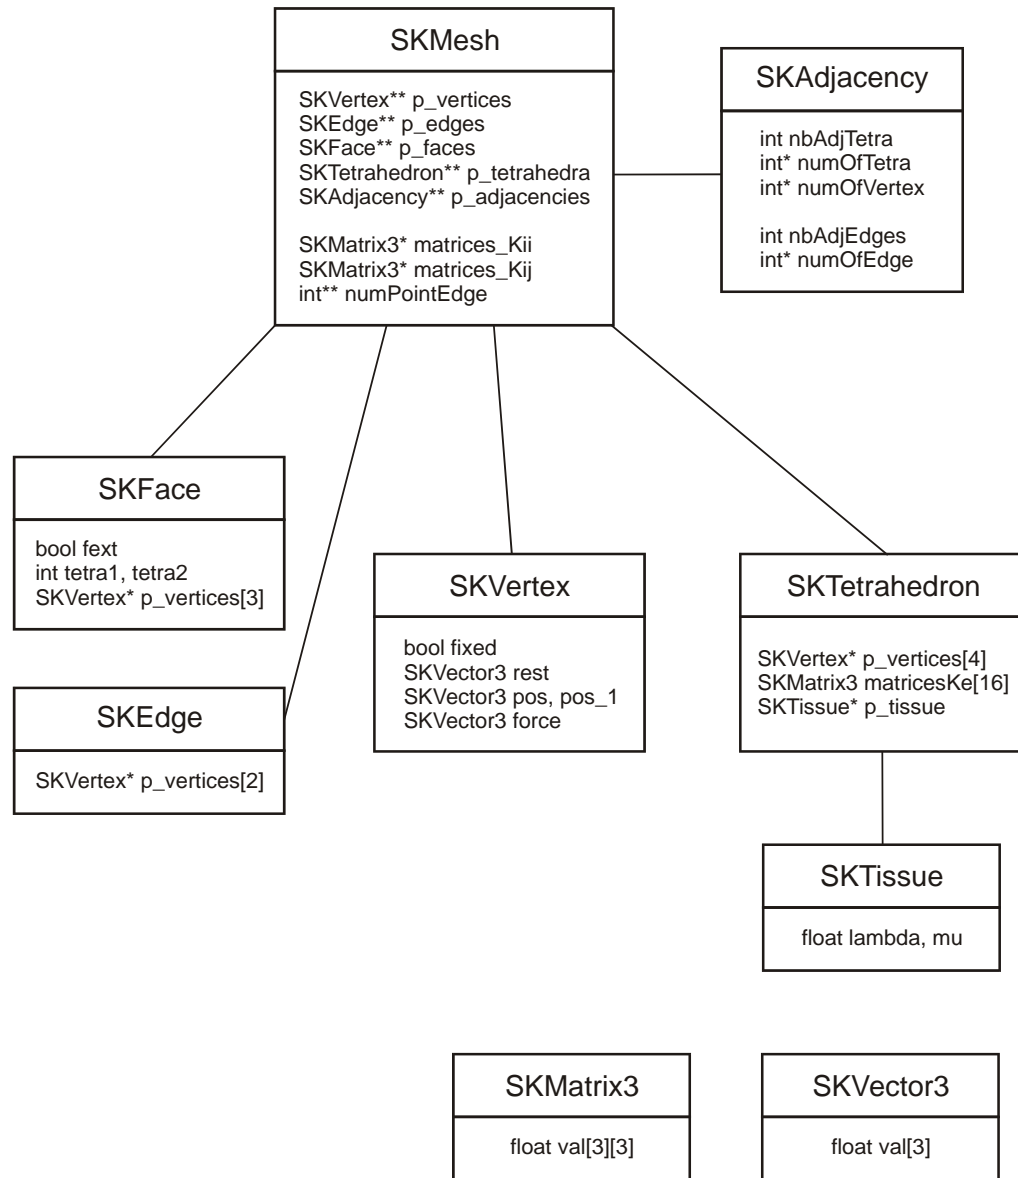 SKMesh
SKVertex** p_vertices
SKEdge** p_edges
SKFace** p_faces
SKTetrahedron** p_tetrahedra
SKAdjacency** p_adjacencies
SKMatrix3* matrices_Kii
SKMatrix3* matrices_Kij
int** numPointEdge
SKAdjacency
int nbAdjTetra
int* numOfTetra
int* numOfVertex
int nbAdjEdges
int* numOfEdge
SKFace
bool fext
int tetra1, tetra2
SKVertex* p_vertices[3]
SKEdge
SKVertex* p_vertices[2]
SKVertex
bool fixed
SKVector3 rest
SKVector3 pos, pos_1
SKVector3 force
SKTetrahedron
SKVertex* p_vertices[4]
SKMatrix3 matricesKe[16]
SKTissue* p_tissue
SKTissue
float lambda, mu
SKMatrix3
float val[3][3]
SKVector3
float val[3]